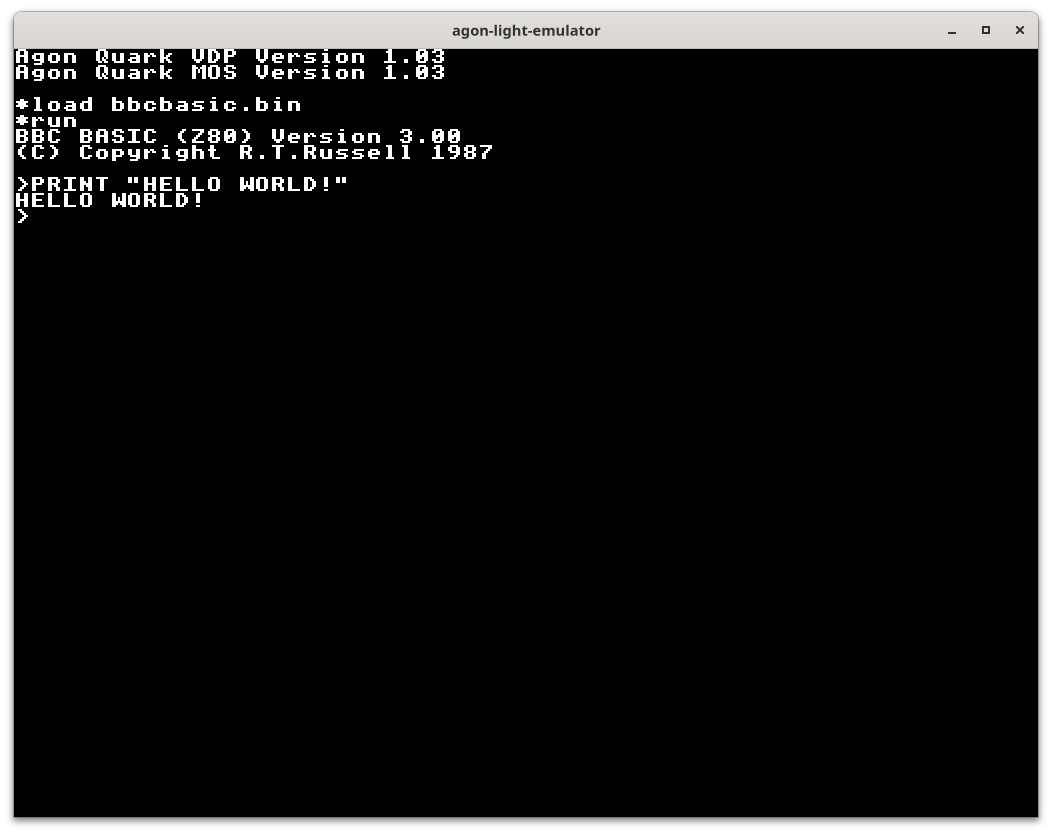 agon-light-emulator
Agon Quark VDP Version 1.03
Agon Quark MOS Version 1.03
*load bbcbasic.bin
*run
BBC BASIC (Z80) Version 3.00
(C) Copyright R.T.Russell 1987
>PRINT "HELLO WORLD!"
HELLO WORLD!
>